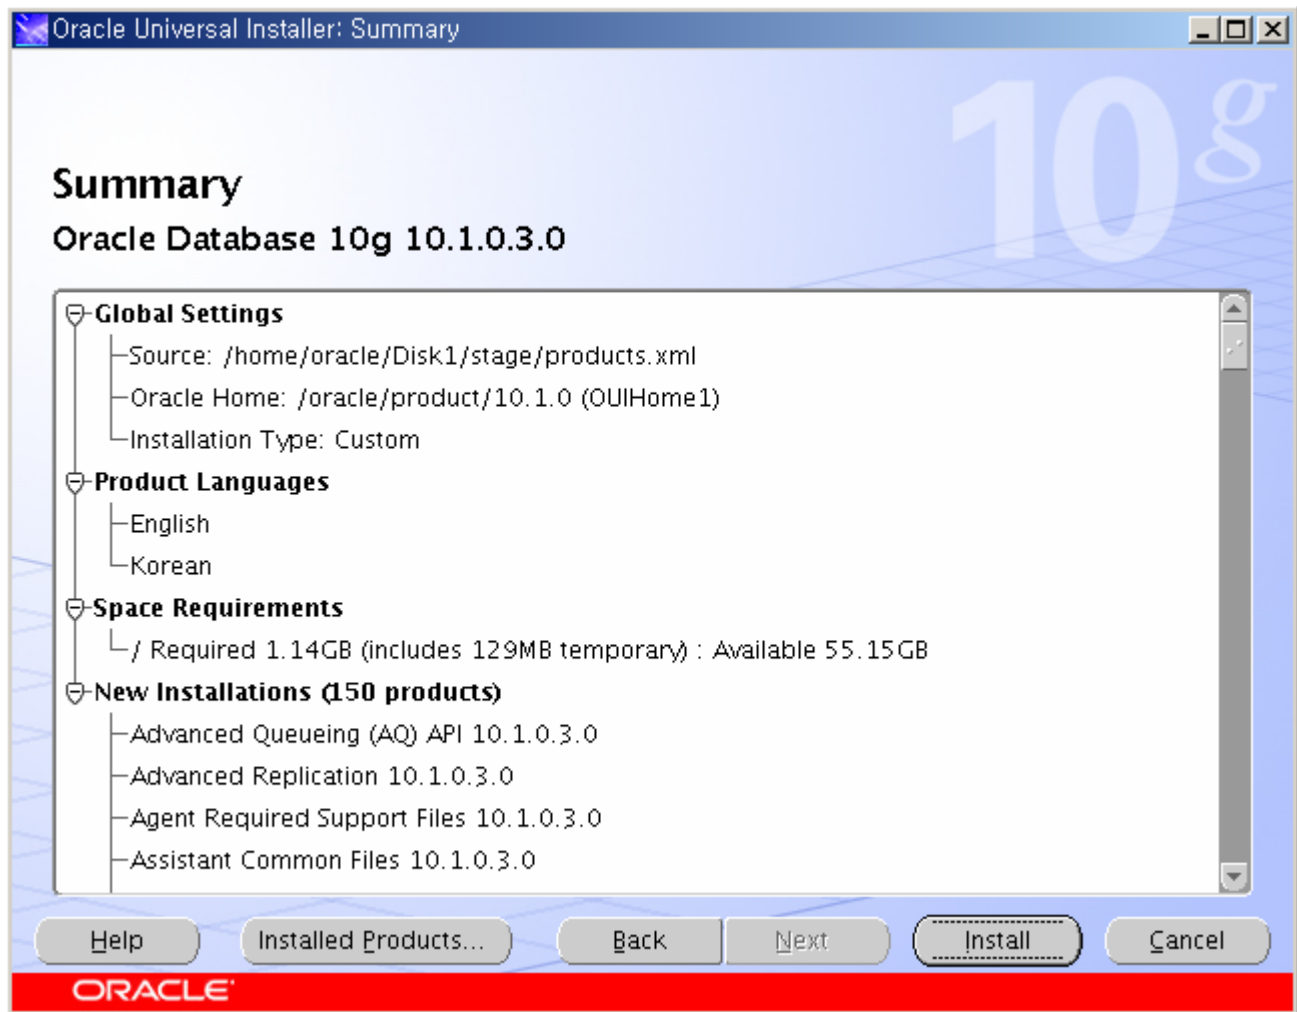 Oracle Universal Installer: Summary
10g
Summary
Oracle Database 10g 10.1.0.3.0
Global Settings
Source: /home/oracle/Disk1/stage/products.xml
Oracle Home: /oracle/product/10.1.0 (OUIHome1)
Installation Type: Custom
Product Languages
English
Korean
Space Requirements
/ Required 1.14GB (includes 129MB temporary) : Available 55.15GB
New Installations (150 products)
Advanced Queueing (AQ) API 10.1.0.3.0
Advanced Replication 10.1.0.3.0
Agent Required Support Files 10.1.0.3.0
Assistant Common Files 10.1.0.3.0
Help Installed Products... Back Next Install Cancel
ORACLE